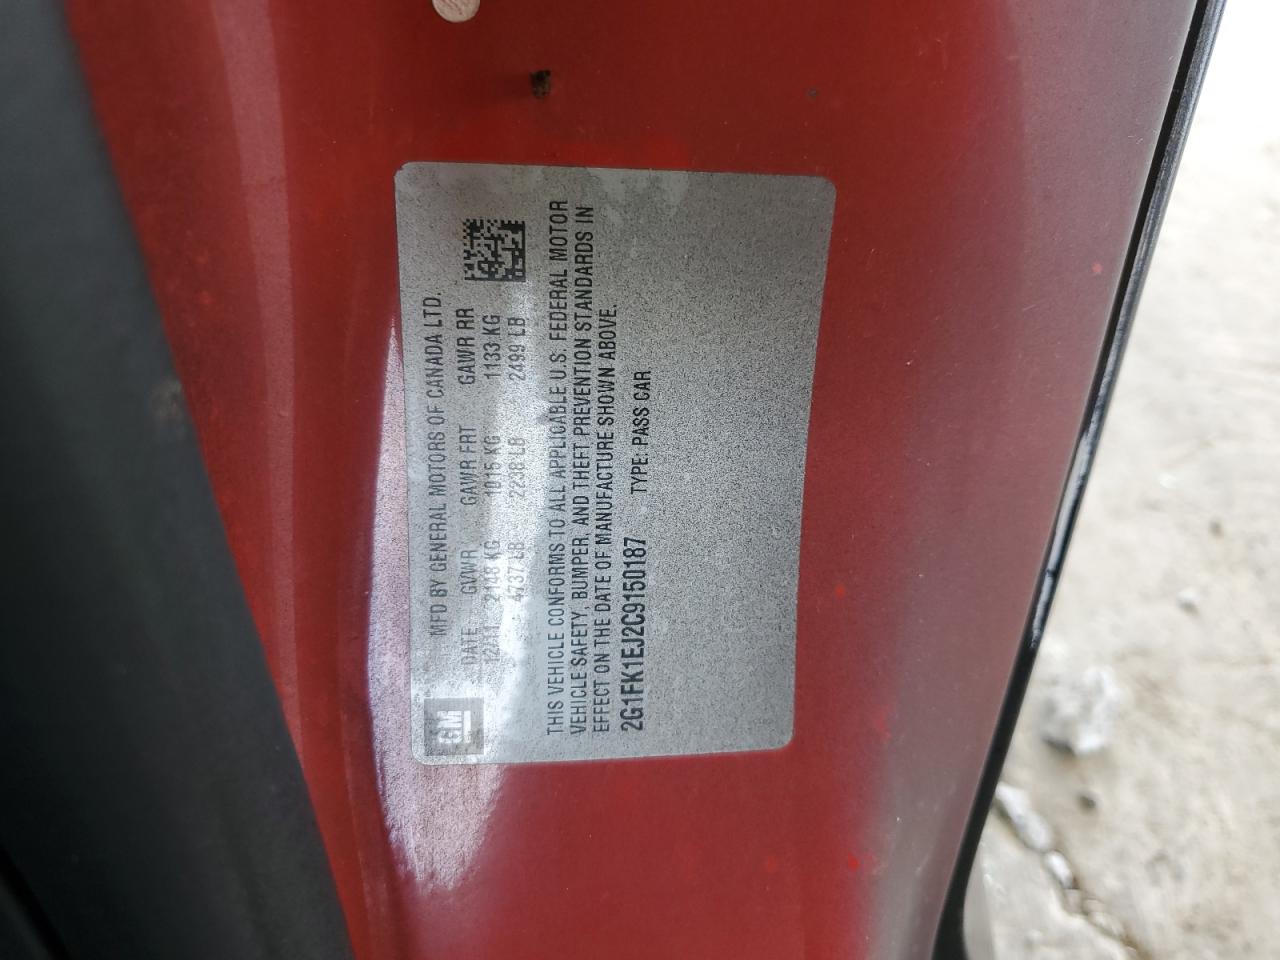 GM
MFD BY GENERAL MOTORS OF CANADA LTD.
DATE GVWR GAWR FRT GAWR RR
12/11 2148 KG 1015 KG 1133 KG
4737 LB 2238 LB 2499 LB
THIS VEHICLE CONFORMS TO ALL APPLICABLE U.S. FEDERAL MOTOR
VEHICLE SAFETY, BUMPER, AND THEFT PREVENTION STANDARDS IN
EFFECT ON THE DATE OF MANUFACTURE SHOWN ABOVE.
2G1FK1EJ2C9150187 TYPE: PASS CAR